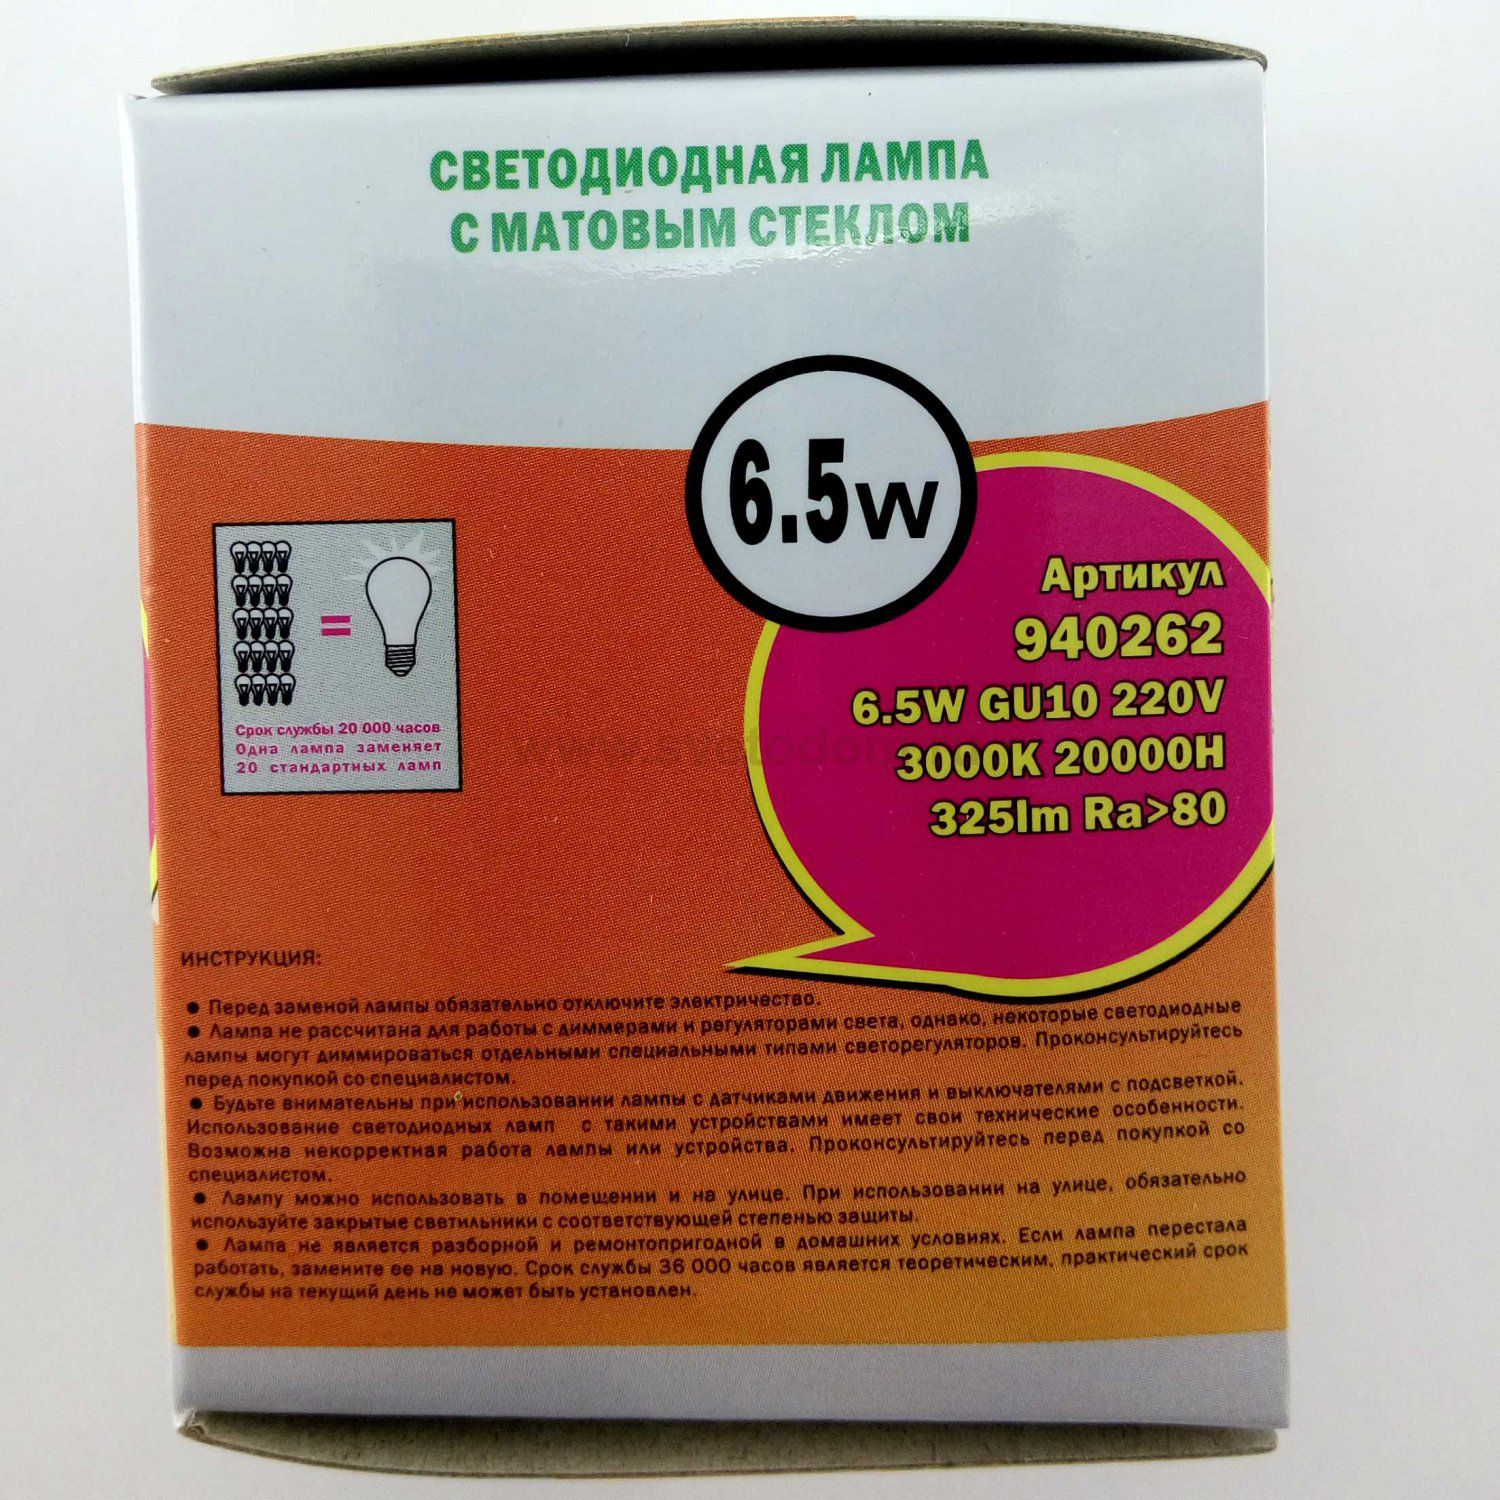 СВЕТОДИОДНАЯ ЛАМПА
С МАТОВЫМ СТЕКЛОМ
6.5W
Артикул
940262
6.5W GU10 220V
3000K 20000H
325lm Ra>80
=
Срок службы 20 000 часов
Одна лампа заменяет
20 стандартных ламп
ИНСТРУКЦИЯ:
● Перед заменой лампы обязательно отключите электричество.
● Лампа не рассчитана для работы с диммерами и регуляторами света, однако, некоторые светодиодные
лампы могут диммироваться отдельными специальными типами светорегуляторов. Проконсультируйтесь
перед покупкой со специалистом.
● Будьте внимательны при использовании лампы с датчиками движения и выключателями с подсветкой.
Использование светодиодных ламп с такими устройствами имеет свои технические особенности.
Возможна некорректная работа лампы или устройства. Проконсультируйтесь перед покупкой со
специалистом.
● Лампу можно использовать в помещении и на улице. При использовании на улице, обязательно
используйте закрытые светильники с соответствующей степенью защиты.
● Лампа не является разборной и ремонтопригодной в домашних условиях. Если лампа перестала
работать, замените ее на новую. Срок службы 36 000 часов является теоретическим, практический срок
службы на текущий день не может быть установлен.